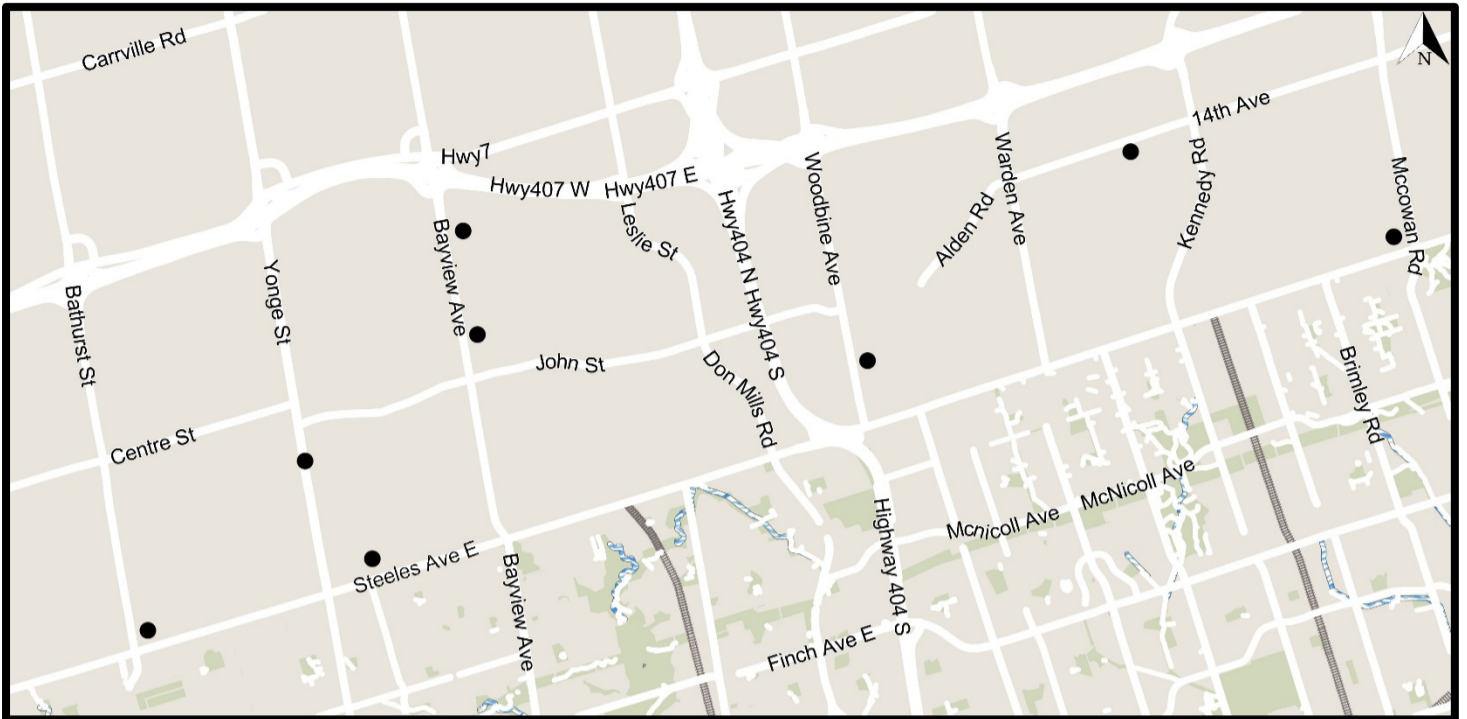 Carrville Rd
N
14th Ave
Hwy7
Hwy407 W
Hwy407 E
Leslie St
Hwy404 N
Hwy404 S
Woodbine Ave
Warden Ave
Alden Rd
Kennedy Rd
Mccowan Rd
Bathurst St
Yonge St
Bayview Ave
John St
Don Mills Rd
Centre St
Brimley Rd
McNicoll Ave
Mcnicoll Ave
Highway 404 S
Steeles Ave E
Bayview Ave
Finch Ave E